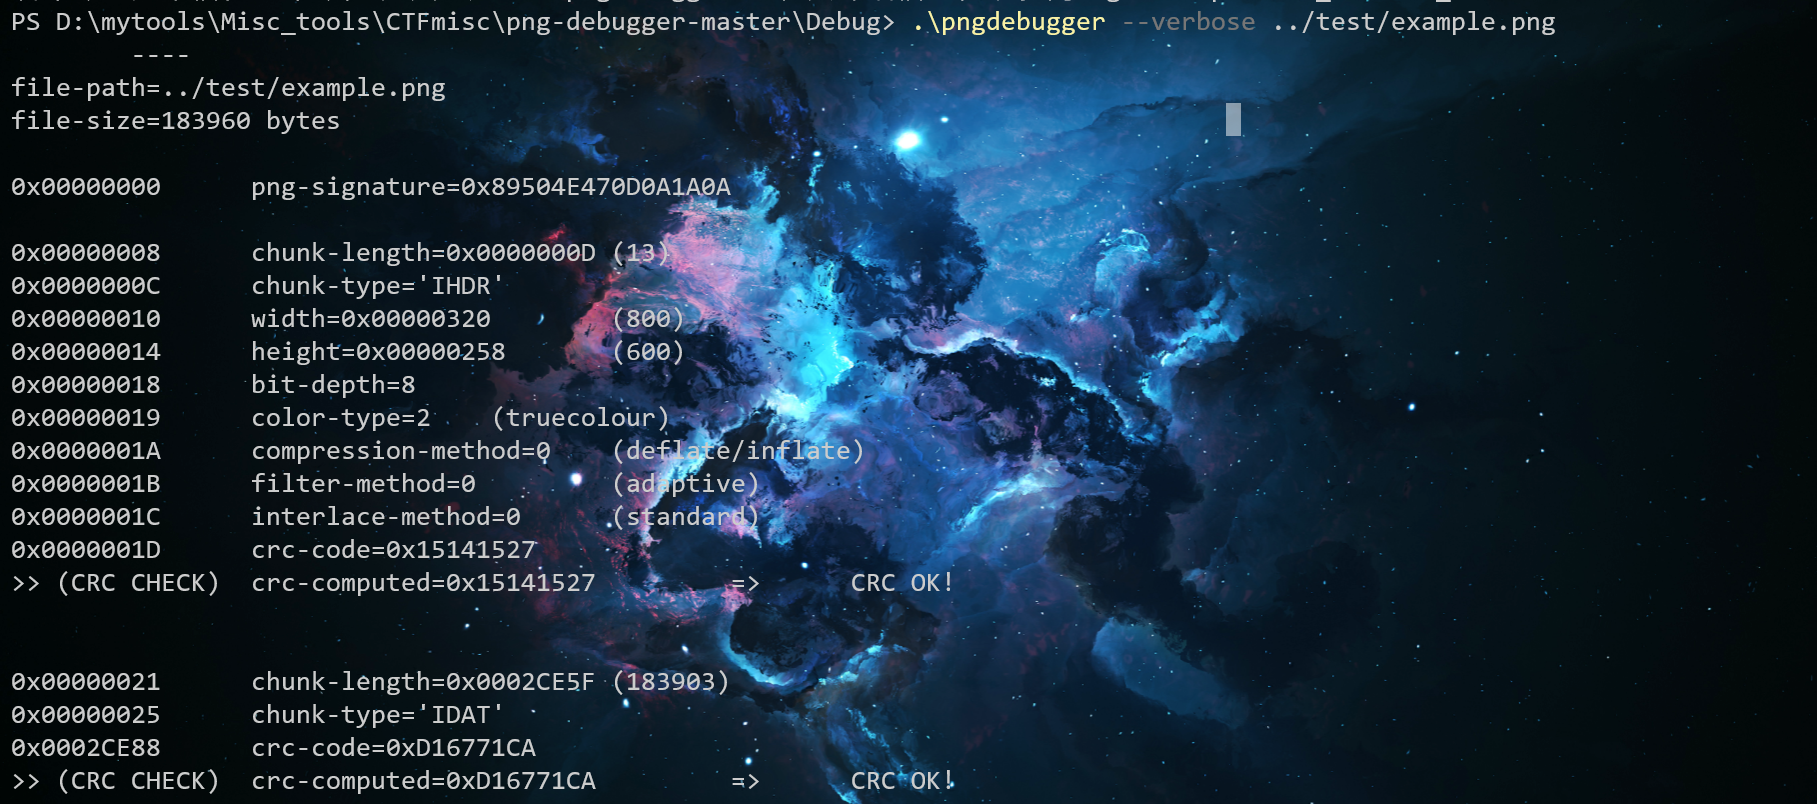 PS D:\mytools\Misc_tools\CTFmisc\png-debugger-master\Debug> .\pngdebugger --verbose ../test/example.png
----
file-path=../test/example.png
file-size=183960 bytes
0x00000000 png-signature=0x89504E470D0A1A0A
0x00000008 chunk-length=0x0000000D (13)
0x0000000C chunk-type='IHDR'
0x00000010 width=0x00000320 (800)
0x00000014 height=0x00000258 (600)
0x00000018 bit-depth=8
0x00000019 color-type=2 (truecolour)
0x0000001A compression-method=0 (deflate/inflate)
0x0000001B filter-method=0 (adaptive)
0x0000001C interlace-method=0 (standard)
0x0000001D crc-code=0x15141527
>> (CRC CHECK) crc-computed=0x15141527 => CRC OK!
0x00000021 chunk-length=0x0002CE5F (183903)
0x00000025 chunk-type='IDAT'
0x0002CE88 crc-code=0xD16771CA
>> (CRC CHECK) crc-computed=0xD16771CA => CRC OK!